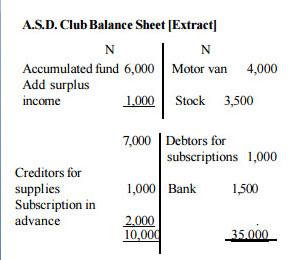 A.S.D. Club Balance Sheet [Extract]
N N
Accumulated fund 6,000 Motor van 4,000
Add surplus
income 1,000 Stock 3,500
7,000 Debtors for
subscriptions 1,000
Creditors for
supplies 1,000 Bank 1,500
Subscription in
advance 2,000 .
10,000 35,000